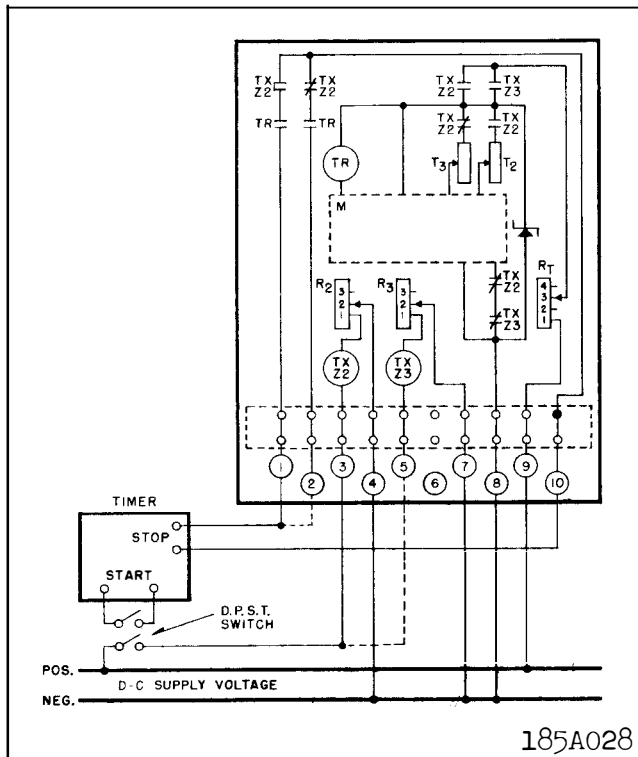 TX
Z2
TX
Z2
TX
Z2
TX
Z3
TR
TR
TX
Z2
TX
Z2
TR
T3
T2
M
R2
3
2
1
R3
3
2
1
TX
Z2
TX
Z3
RT
4
3
2
1
TX
Z2
TX
Z3
1
2
3
4
5
6
7
8
9
10
TIMER
STOP
START
D.P.S.T.
SWITCH
POS.
D-C SUPPLY VOLTAGE
NEG.
185A028